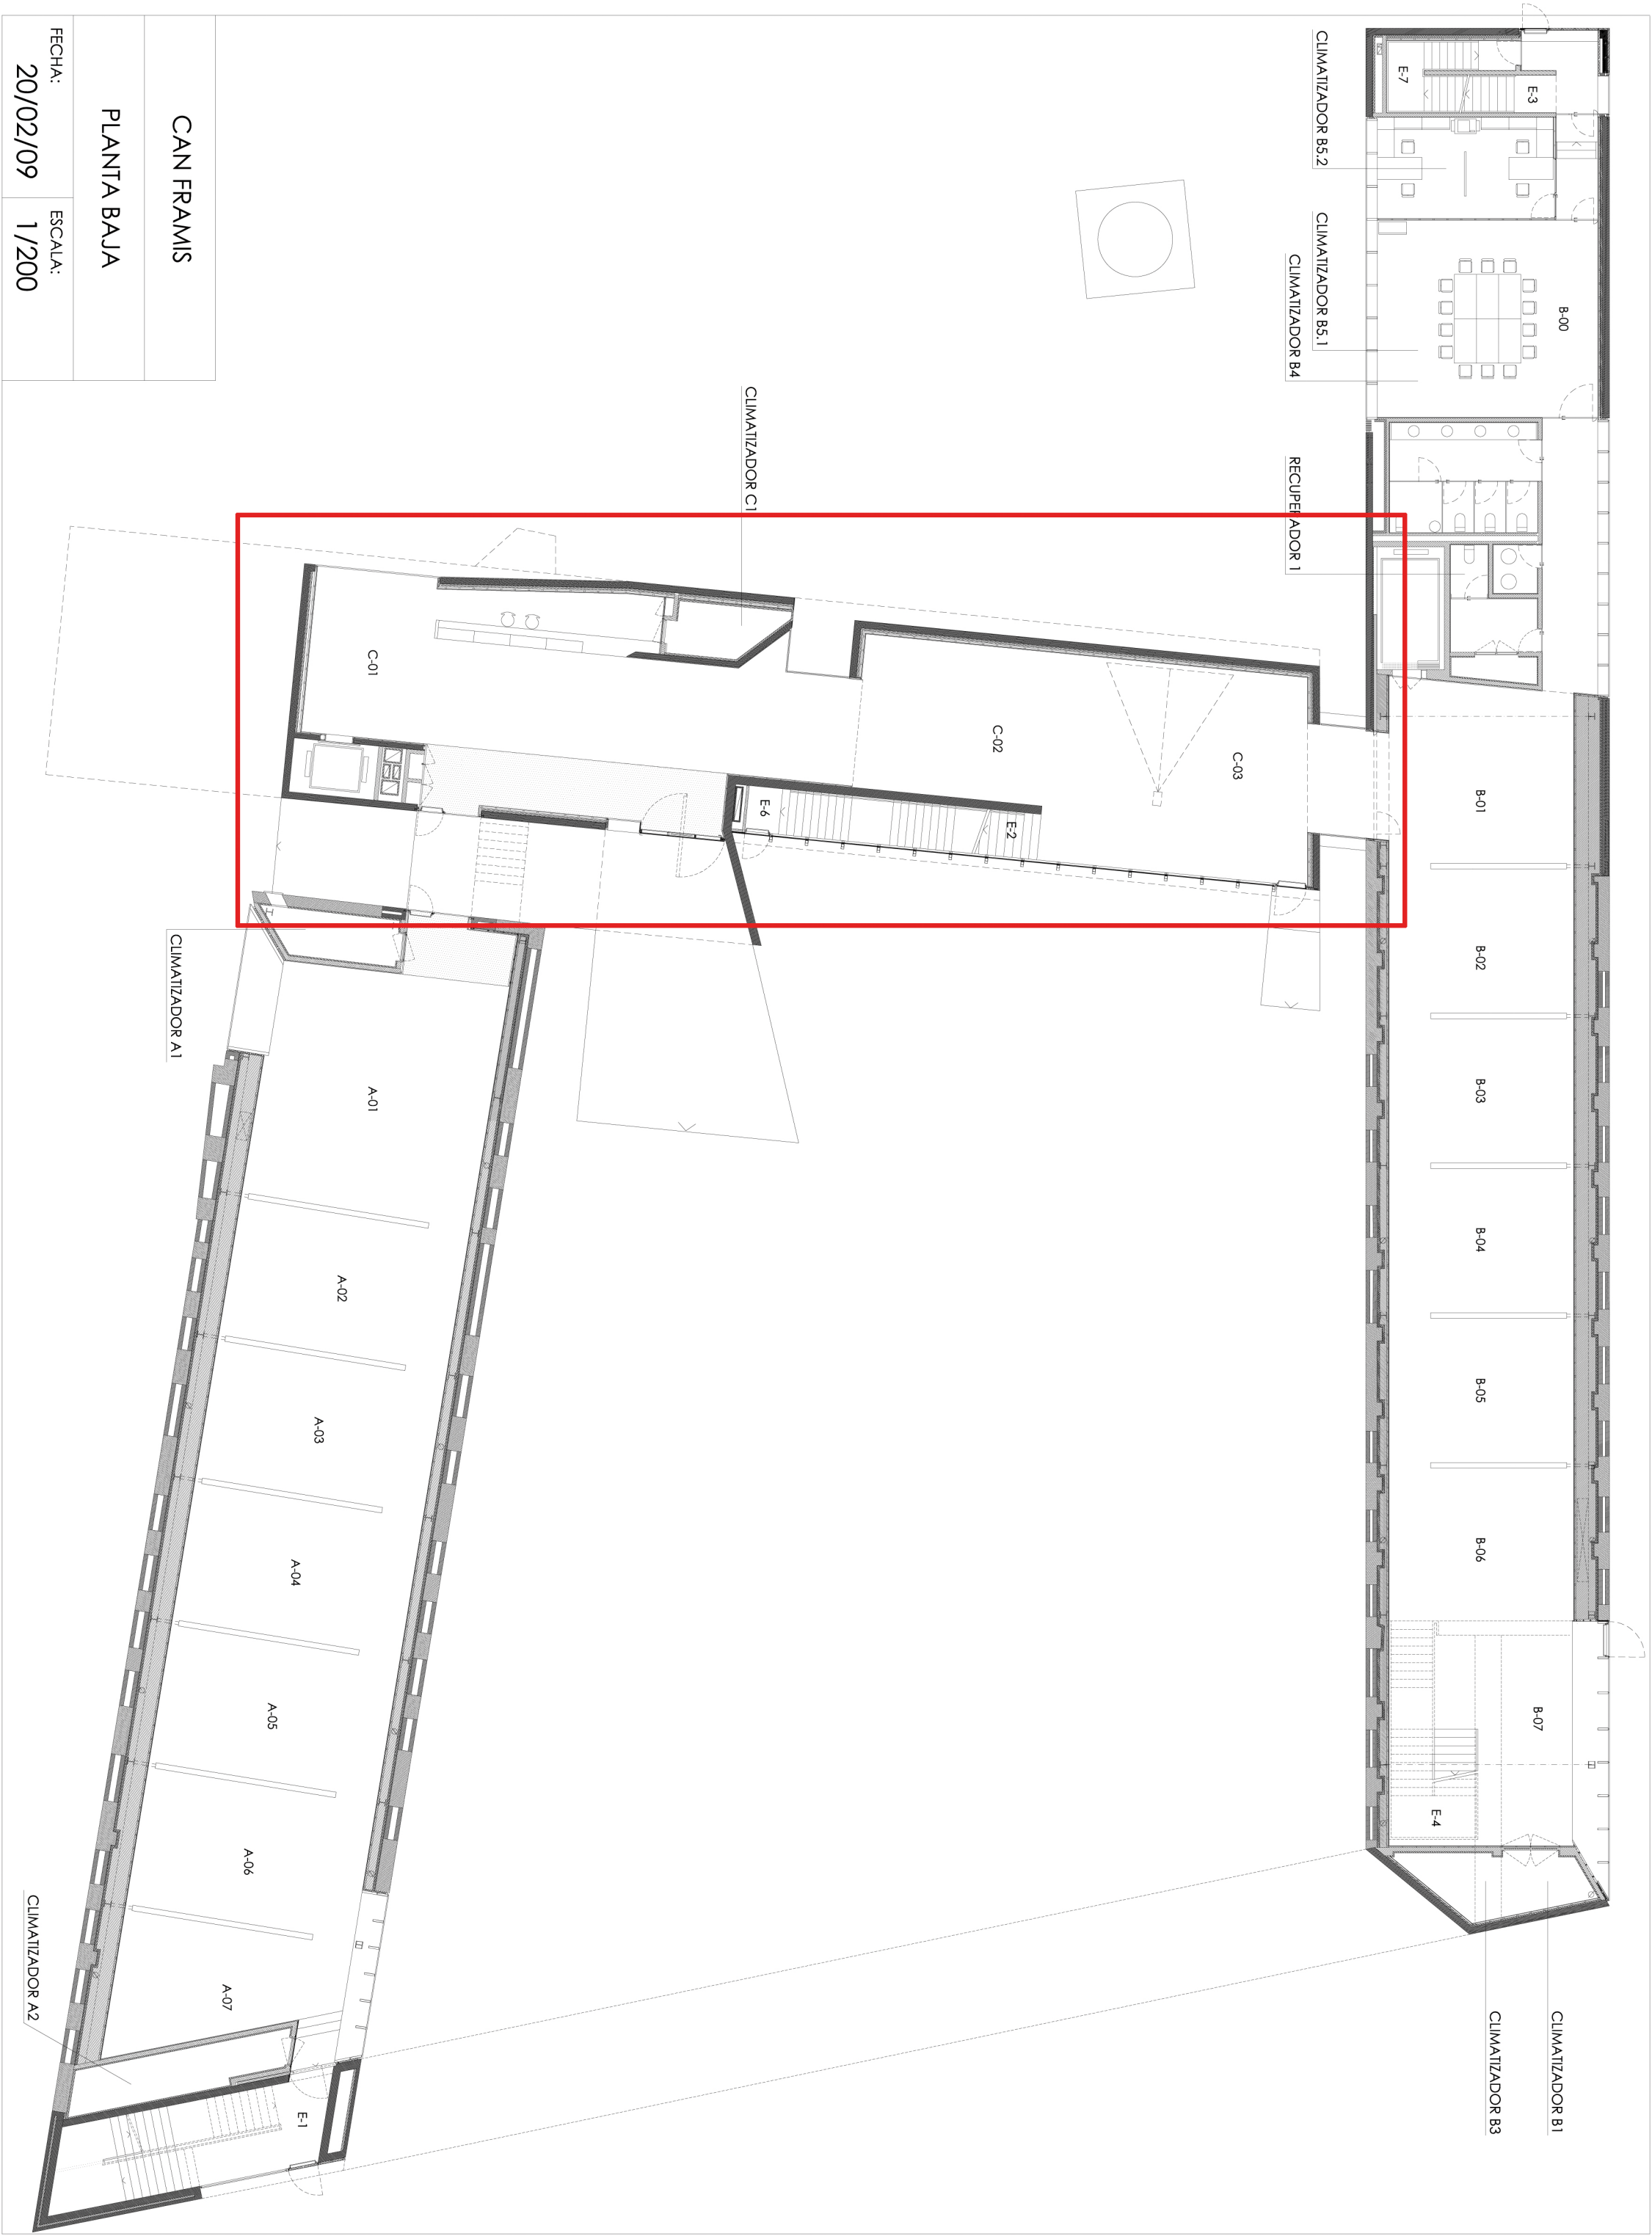 CAN FRAMIS
PLANTA BAJA
FECHA:
20/02/09
ESCALA:
1/200
CLIMATIZADOR B5.2
CLIMATIZADOR B5.1
CLIMATIZADOR B4
RECUPERADOR 1
CLIMATIZADOR C1
CLIMATIZADOR A1
CLIMATIZADOR A2
CLIMATIZADOR B1
CLIMATIZADOR B3
E-7
E-3
B-00
B-01
B-02
B-03
B-04
B-05
B-06
B-07
E-4
C-01
C-02
C-03
E-6
E-2
A-01
A-02
A-03
A-04
A-05
A-06
A-07
E-1